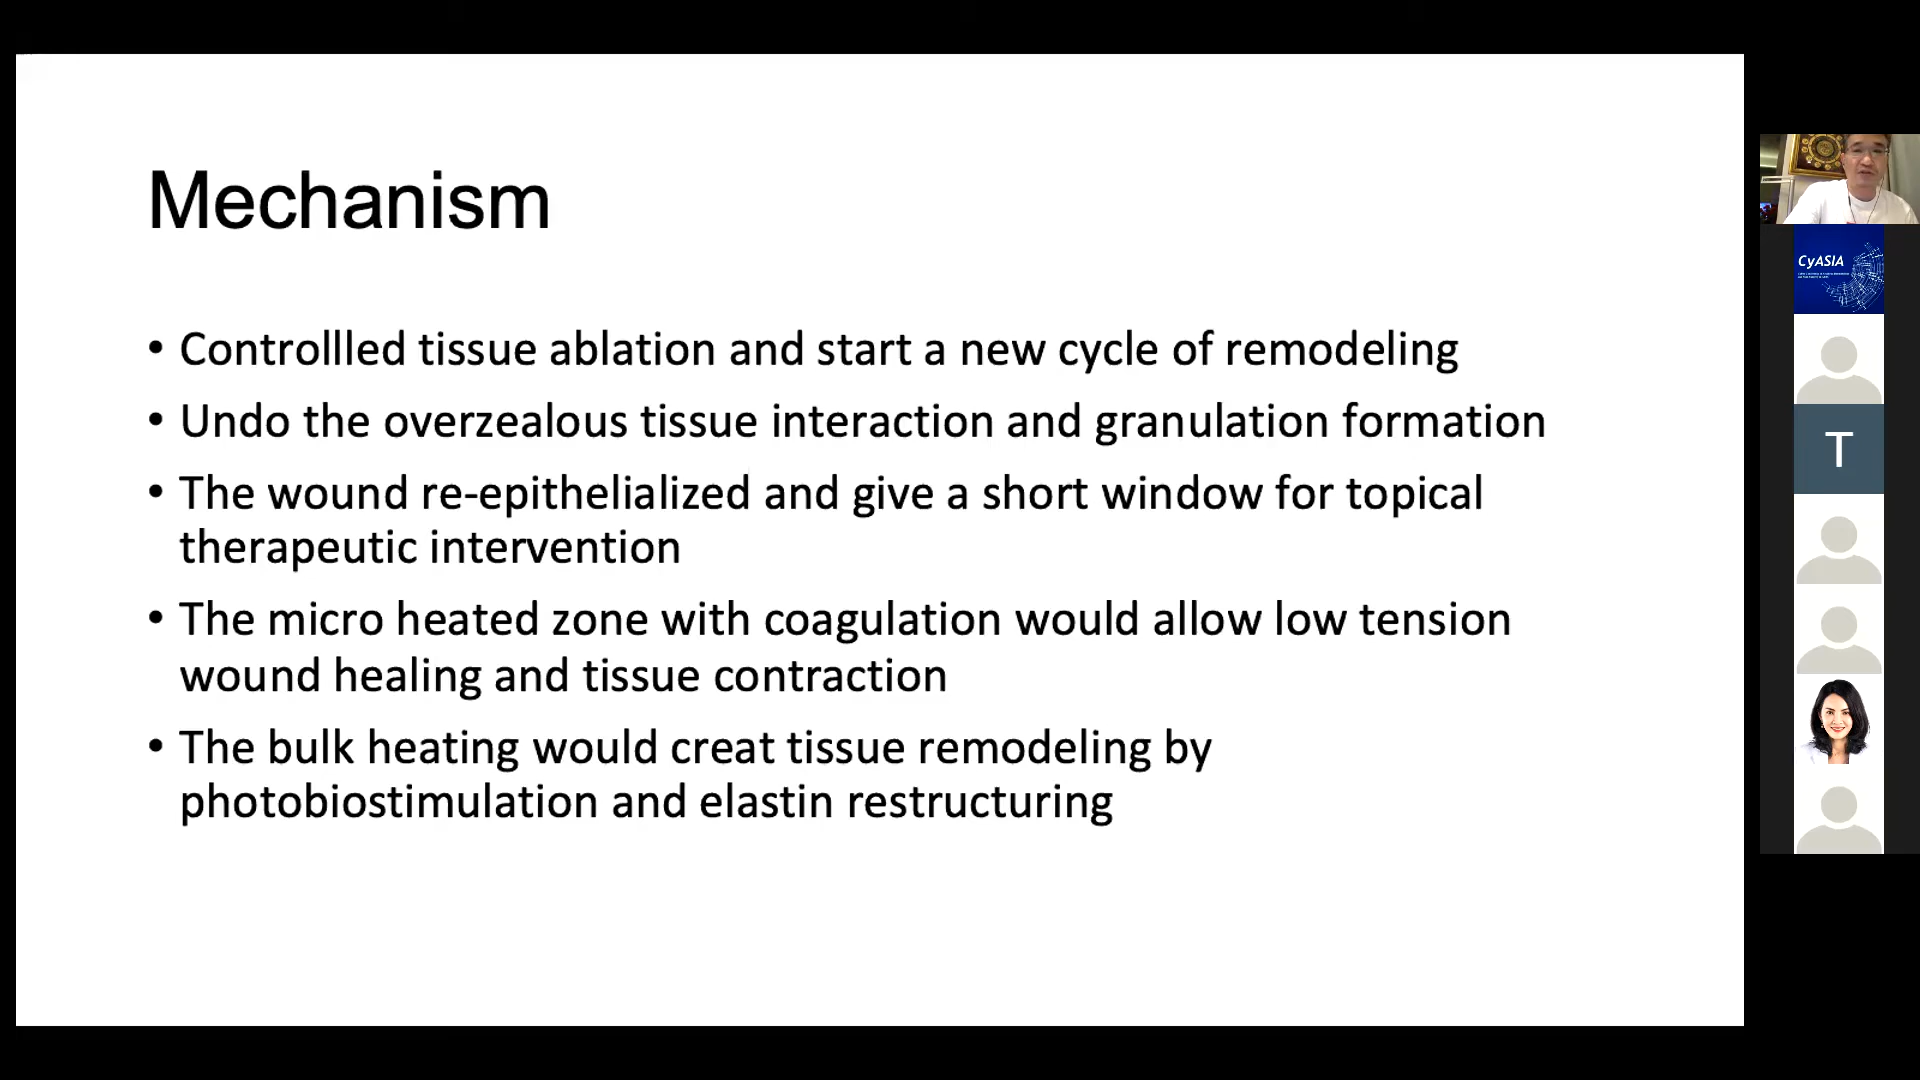 Mechanism
• Controllled tissue ablation and start a new cycle of remodeling
• Undo the overzealous tissue interaction and granulation formation
• The wound re-epithelialized and give a short window for topical
therapeutic intervention
• The micro heated zone with coagulation would allow low tension
wound healing and tissue contraction
• The bulk heating would creat tissue remodeling by
photobiostimulation and elastin restructuring
CyASIA
T